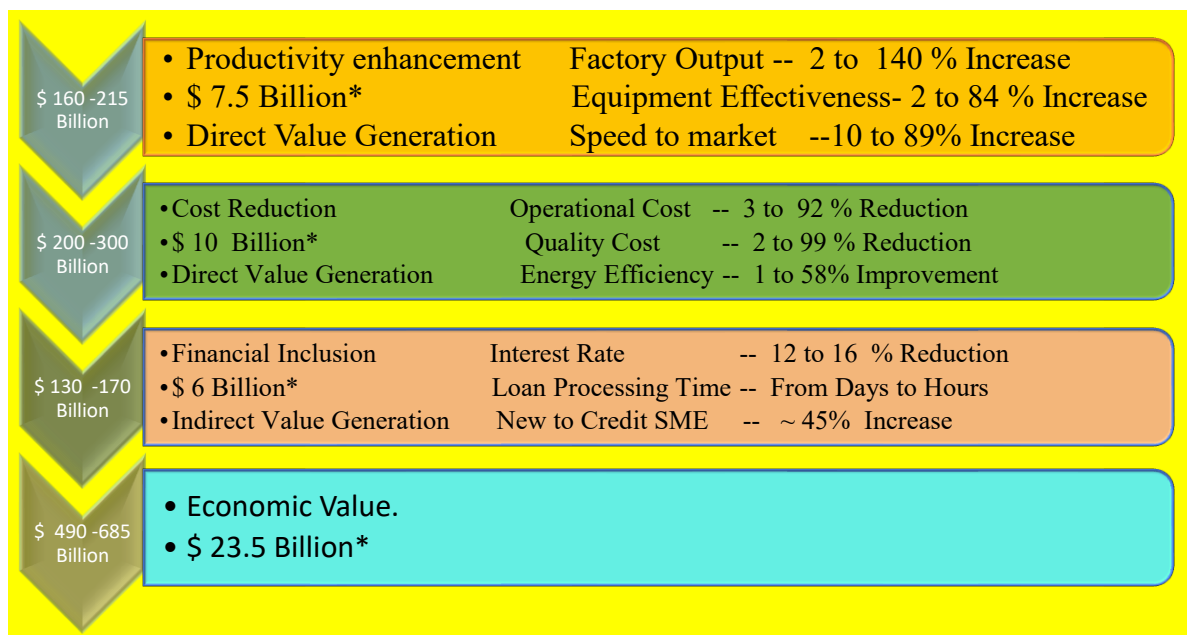 $ 160 -215
Billion
• Productivity enhancement Factory Output -- 2 to 140 % Increase
• $ 7.5 Billion* Equipment Effectiveness- 2 to 84 % Increase
• Direct Value Generation Speed to market --10 to 89% Increase
$ 200 -300
Billion
•Cost Reduction Operational Cost -- 3 to 92 % Reduction
•$ 10 Billion* Quality Cost -- 2 to 99 % Reduction
•Direct Value Generation Energy Efficiency -- 1 to 58% Improvement
$ 130 -170
Billion
•Financial Inclusion Interest Rate -- 12 to 16 % Reduction
•$ 6 Billion* Loan Processing Time -- From Days to Hours
•Indirect Value Generation New to Credit SME -- ~ 45% Increase
$ 490 -685
Billion
• Economic Value.
• $ 23.5 Billion*